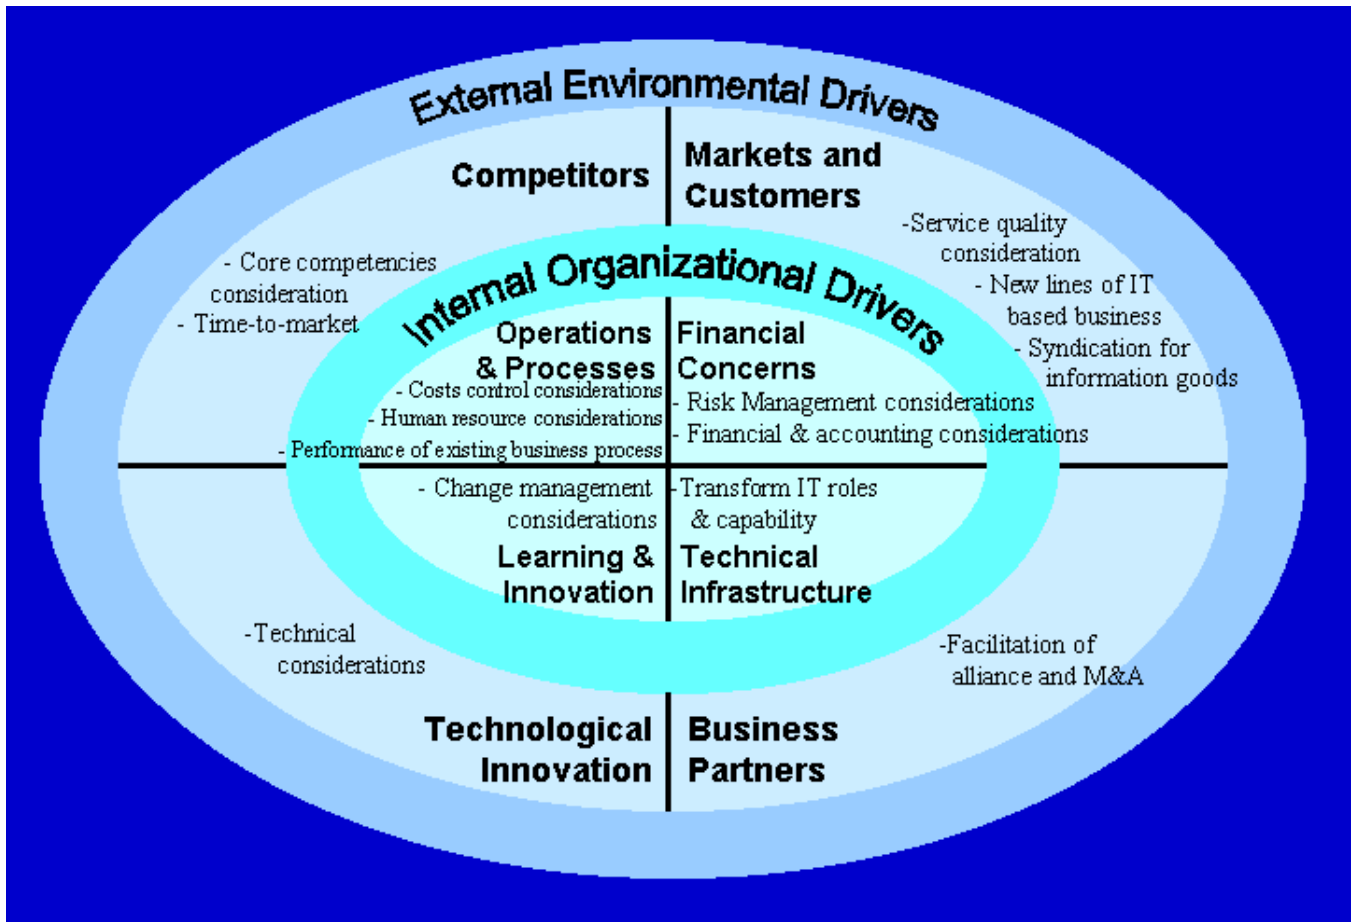 External Environmental Drivers
Competitors
Markets and
Customers
- Core competencies
consideration
- Time-to-market
-Service quality
consideration
- New lines of IT
based business
- Syndication for
information goods
Internal Organizational Drivers
Operations
& Processes
- Costs control considerations
- Human resource considerations
- Performance of existing business process
Financial
Concerns
- Risk Management considerations
- Financial & accounting considerations
- Change management
considerations
Learning &
Innovation
-Transform IT roles
& capability
Technical
Infrastructure
-Technical
considerations
Technological
Innovation
-Facilitation of
alliance and M&A
Business
Partners